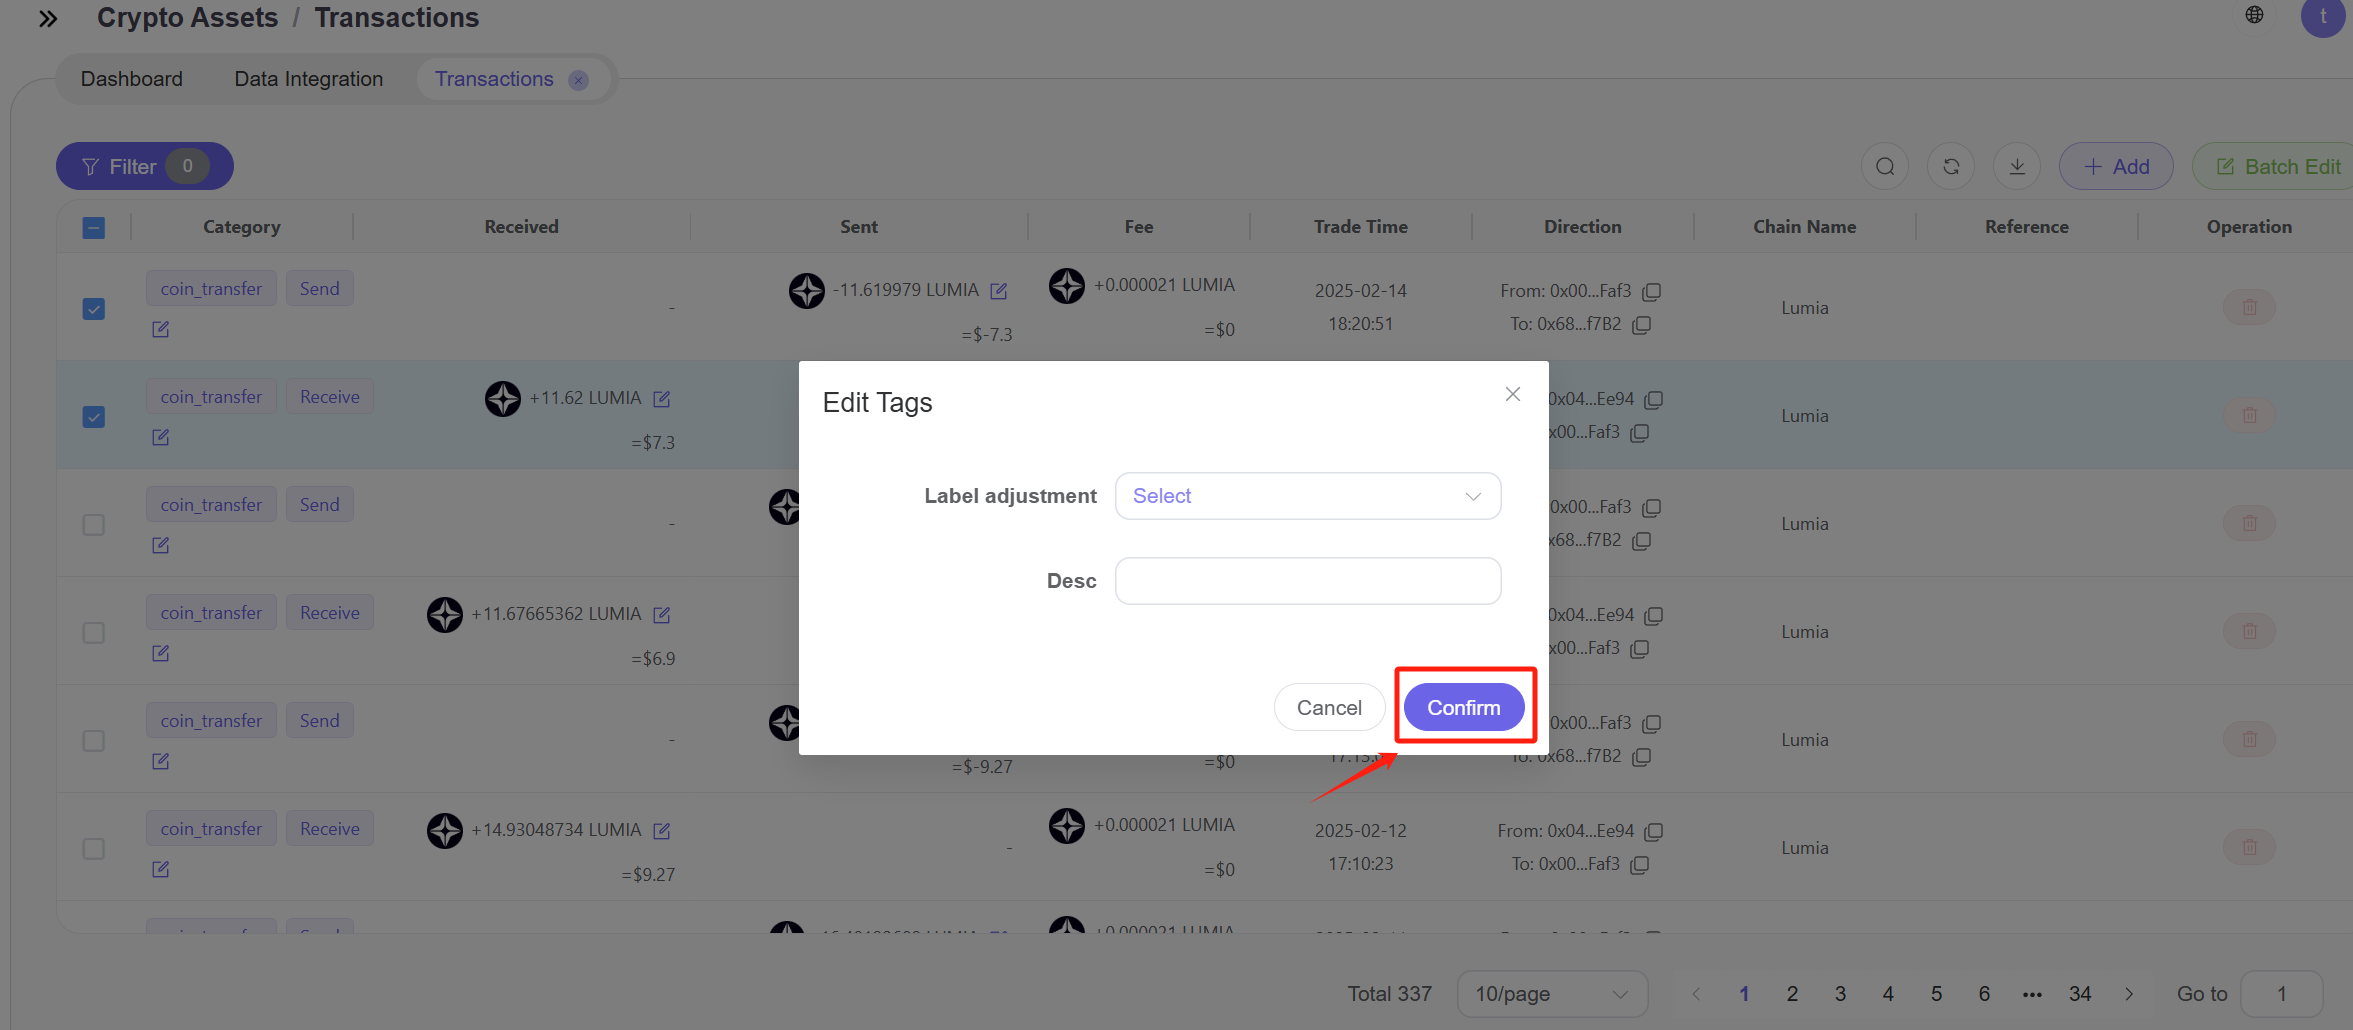 Crypto Assets / Transactions
t
Dashboard Data Integration Transactions
Filter 0 Add Batch Edit
Category Received Sent Fee Trade Time Direction Chain Name Reference Operation
coin_transfer Send - -11.619979 LUMIA =$-7.3 +0.000021 LUMIA =$0 2025-02-14 18:20:51 From: 0x00...Faf3 To: 0x68...f7B2 Lumia
coin_transfer Receive +11.62 LUMIA =$7.3 0x04...Ee94 x00...Faf3 Lumia
Edit Tags
Label adjustment Select
Desc
Cancel Confirm
coin_transfer Send - 0x00...Faf3 x68...f7B2 Lumia
coin_transfer Receive +11.67665362 LUMIA =$6.9 0x04...Ee94 x00...Faf3 Lumia
coin_transfer Send - =$-9.27 =$0 0x00...Faf3 To: 0x68...f7B2 Lumia
coin_transfer Receive +14.93048734 LUMIA =$9.27 - +0.000021 LUMIA =$0 2025-02-12 17:10:23 From: 0x04...Ee94 To: 0x00...Faf3 Lumia
coin_transfer Send +0.000021 LUMIA
Total 337 10/page 1 2 3 4 5 6 ••• 34 Go to 1